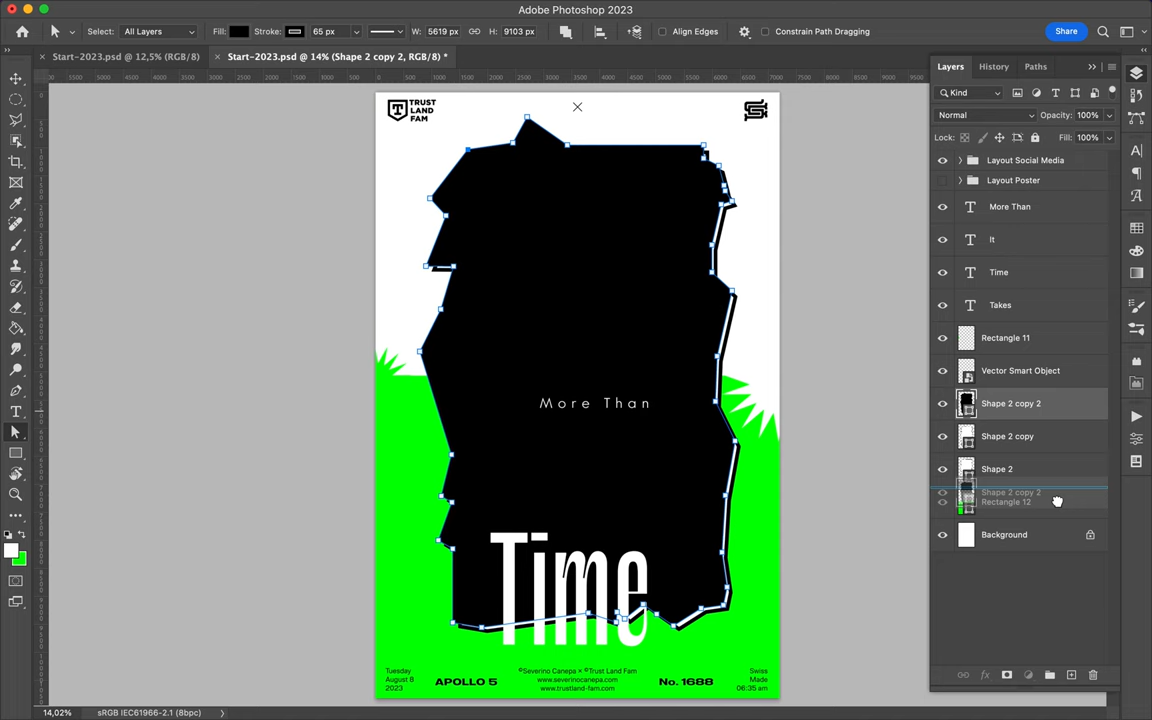 Adobe Photoshop 2023
Select: All Layers Fill: Stroke: 65 px W: 5619 px H: 9103 px Align Edges Constrain Path Dragging Share
Start-2023.psd @ 12,5% (RGB/8) Start-2023.psd @ 14% (Shape 2 copy 2, RGB/8) *
Layers History Paths
Kind
Normal Opacity: 100%
Lock: Fill: 100%
Layout Social Media
Layout Poster
More Than
It
Time
Takes
Rectangle 11
Vector Smart Object
Shape 2 copy 2
Shape 2 copy
Shape 2
Shape 2 copy 2
Rectangle 12
Background
TRUST
LAND
FAM
More Than
Time
Tuesday
August 8
2023
APOLLO 5
©Severino Canepa × ©Trust Land Fam
www.severinocanepa.com
www.trustland-fam.com
No. 1688
Swiss
Made
06:35 am
14,02% sRGB IEC61966-2.1 (8bpc)